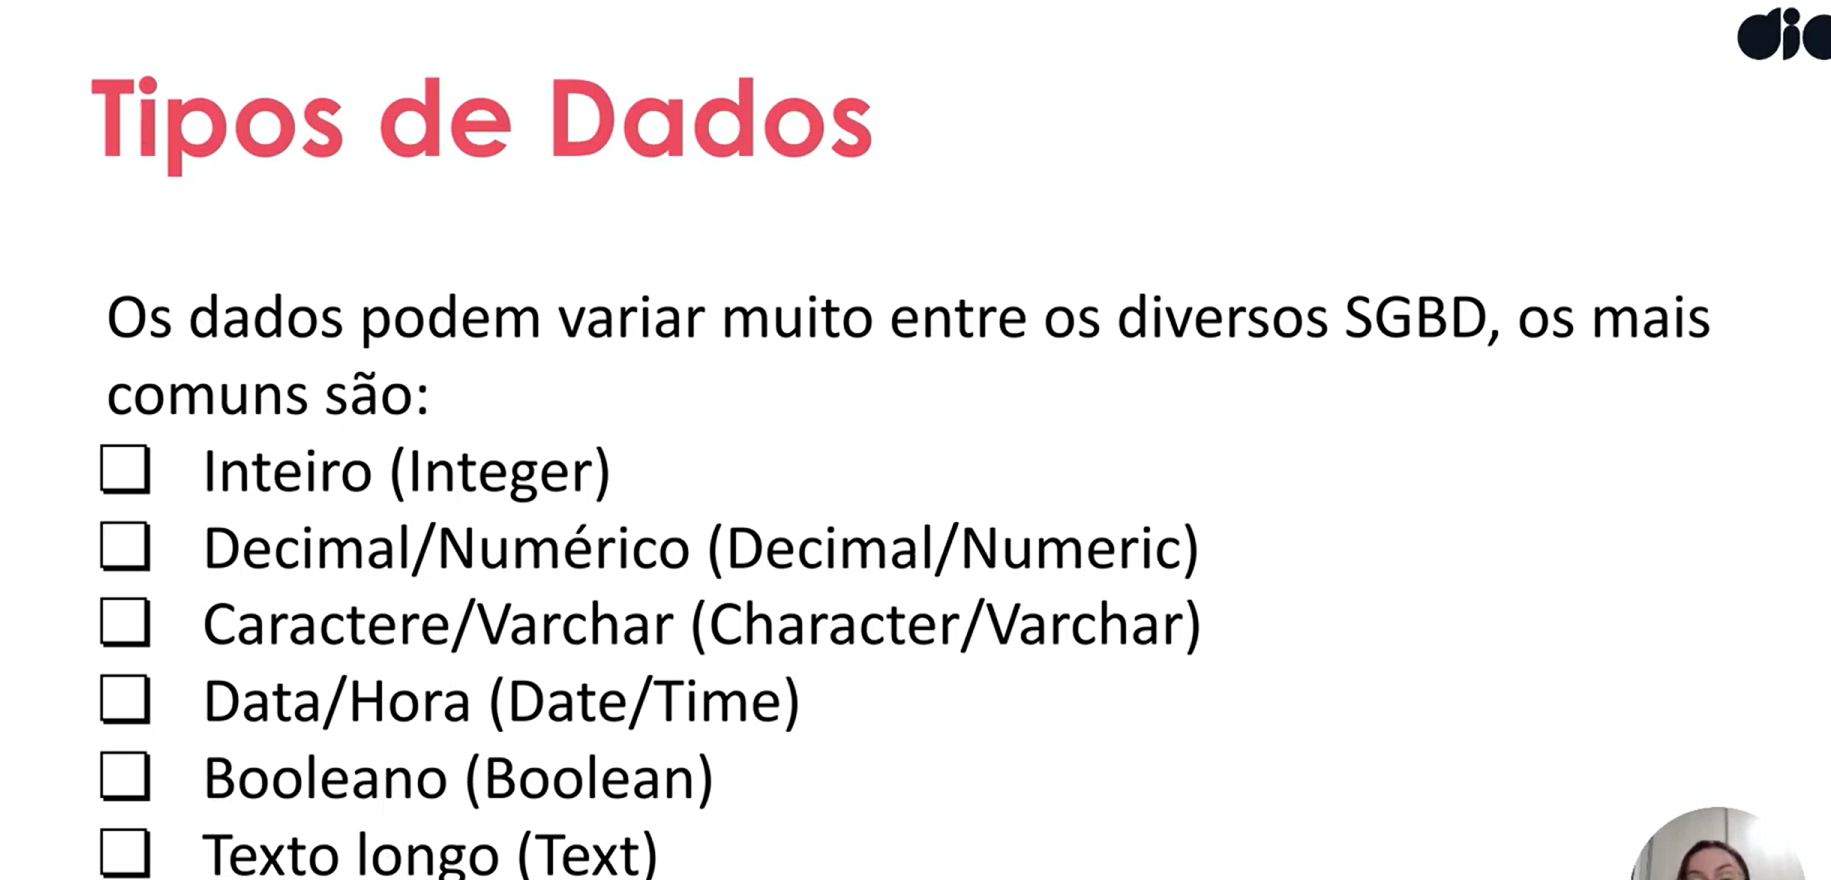 Tipos de Dados
Os dados podem variar muito entre os diversos SGBD, os mais
comuns são:
Inteiro (Integer)
Decimal/Numérico (Decimal/Numeric)
Caractere/Varchar (Character/Varchar)
Data/Hora (Date/Time)
Booleano (Boolean)
Texto longo (Text)